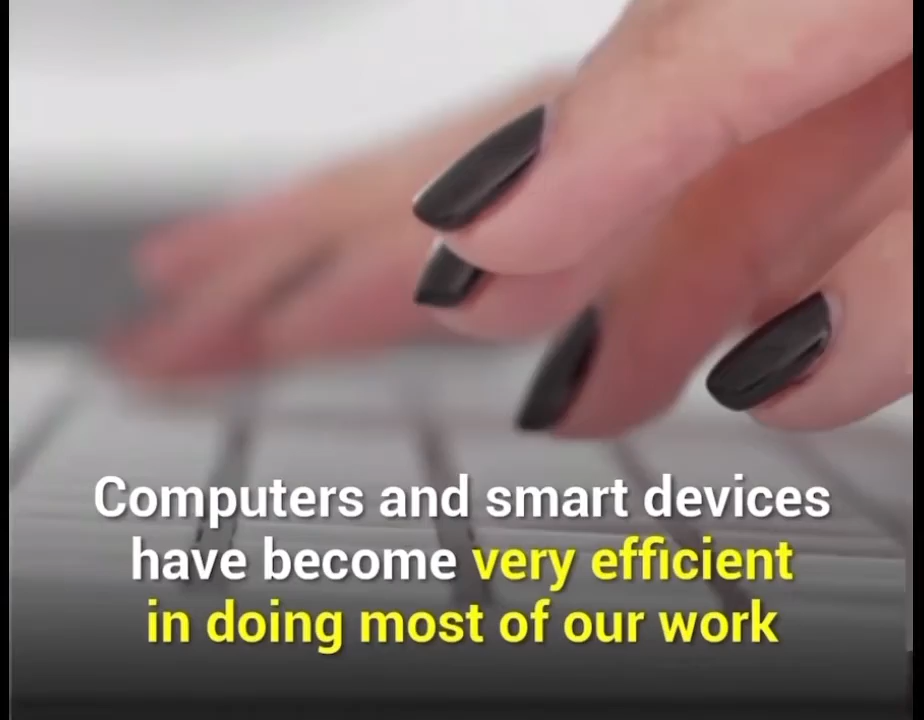 Computers and smart devices
have become very efficient
in doing most of our work